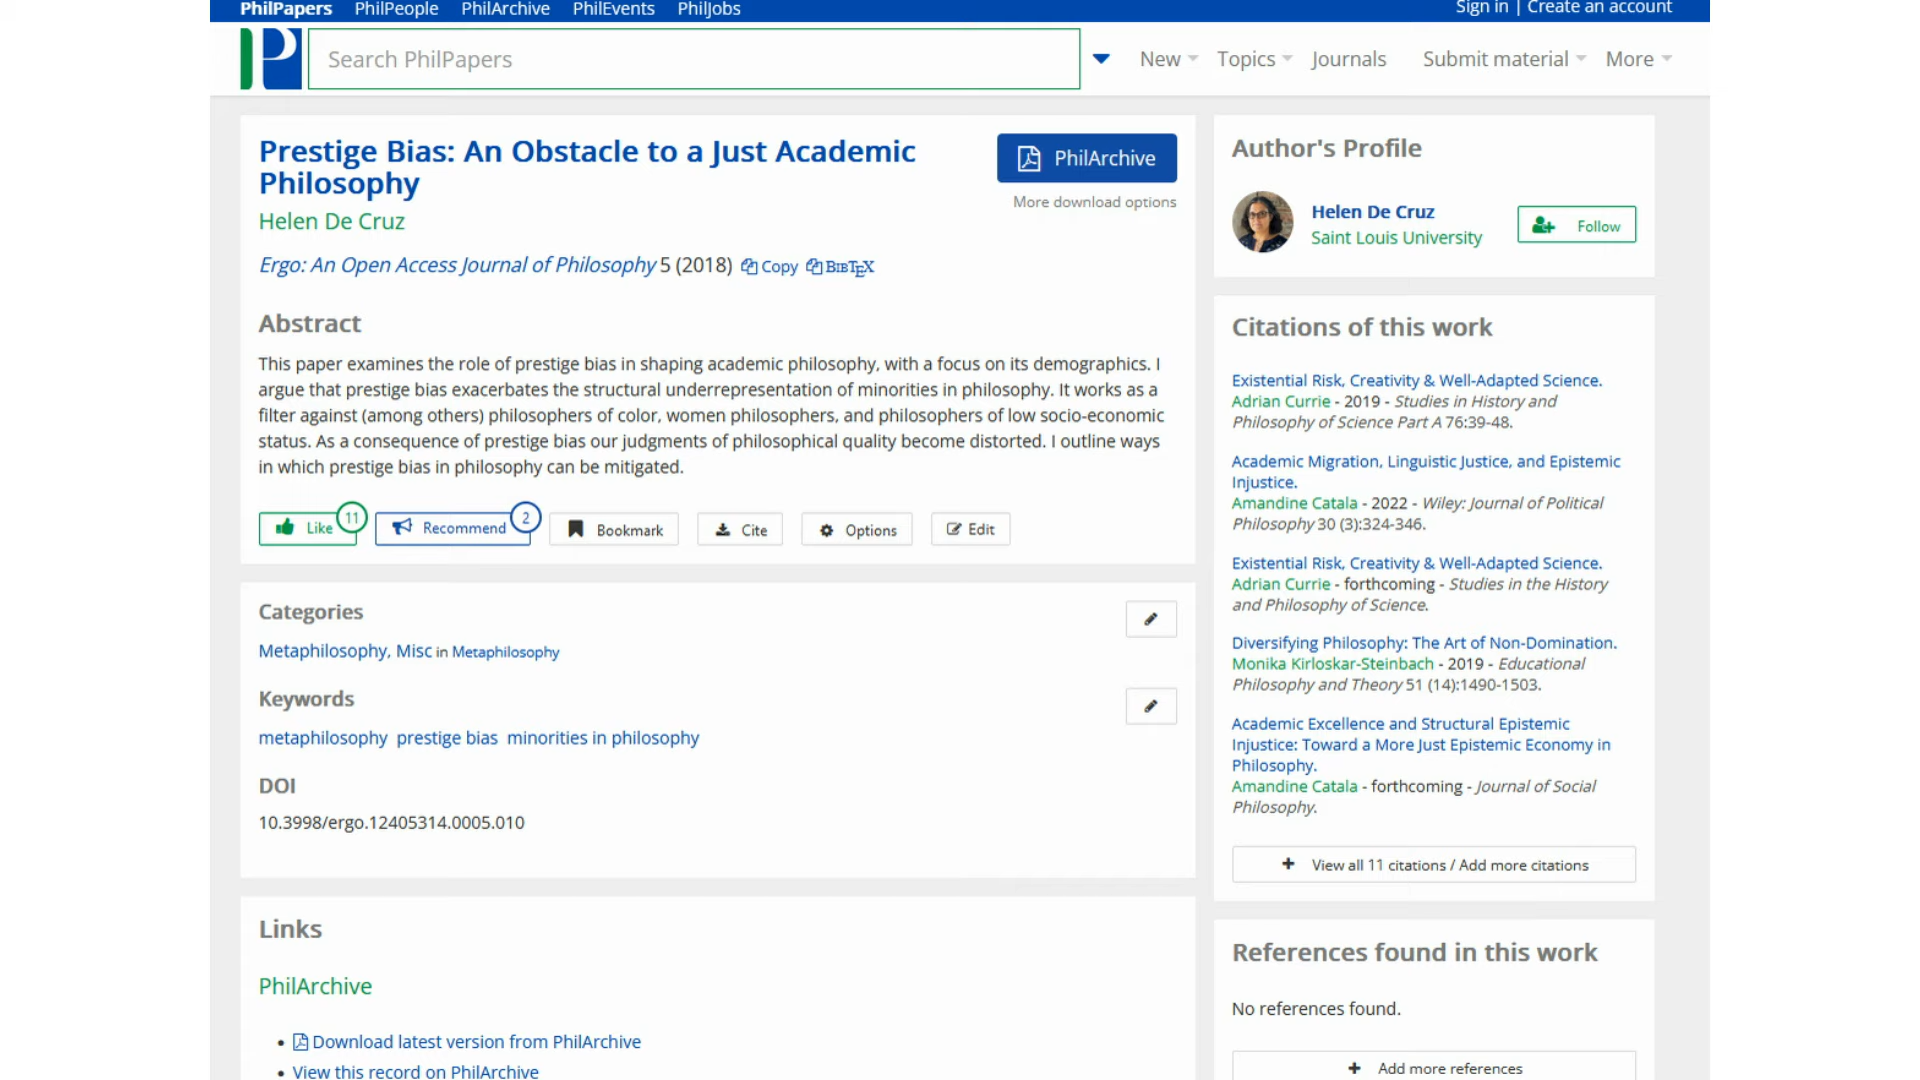 PhilPapers PhilPeople PhilArchive PhilEvents PhilJobs
Sign in | Create an account
Search PhilPapers
New Topics Journals Submit material More
Prestige Bias: An Obstacle to a Just Academic
Philosophy
Helen De Cruz
Ergo: An Open Access Journal of Philosophy 5 (2018) Copy BIBTEX
PhilArchive
More download options
Abstract
This paper examines the role of prestige bias in shaping academic philosophy, with a focus on its demographics. I
argue that prestige bias exacerbates the structural underrepresentation of minorities in philosophy. It works as a
filter against (among others) philosophers of color, women philosophers, and philosophers of low socio-economic
status. As a consequence of prestige bias our judgments of philosophical quality become distorted. I outline ways
in which prestige bias in philosophy can be mitigated.
Like 11 Recommend 2 Bookmark Cite Options Edit
Categories
Metaphilosophy, Misc in Metaphilosophy
Keywords
metaphilosophy prestige bias minorities in philosophy
DOI
10.3998/ergo.12405314.0005.010
Links
PhilArchive
• Download latest version from PhilArchive
• View this record on PhilArchive
Author's Profile
Helen De Cruz
Saint Louis University
Follow
Citations of this work
Existential Risk, Creativity & Well-Adapted Science.
Adrian Currie - 2019 - Studies in History and
Philosophy of Science Part A 76:39-48.
Academic Migration, Linguistic Justice, and Epistemic
Injustice.
Amandine Catala - 2022 - Wiley: Journal of Political
Philosophy 30 (3):324-346.
Existential Risk, Creativity & Well-Adapted Science.
Adrian Currie - forthcoming - Studies in the History
and Philosophy of Science.
Diversifying Philosophy: The Art of Non-Domination.
Monika Kirloskar-Steinbach - 2019 - Educational
Philosophy and Theory 51 (14):1490-1503.
Academic Excellence and Structural Epistemic
Injustice: Toward a More Just Epistemic Economy in
Philosophy.
Amandine Catala - forthcoming - Journal of Social
Philosophy.
+ View all 11 citations / Add more citations
References found in this work
No references found.
+ Add more references